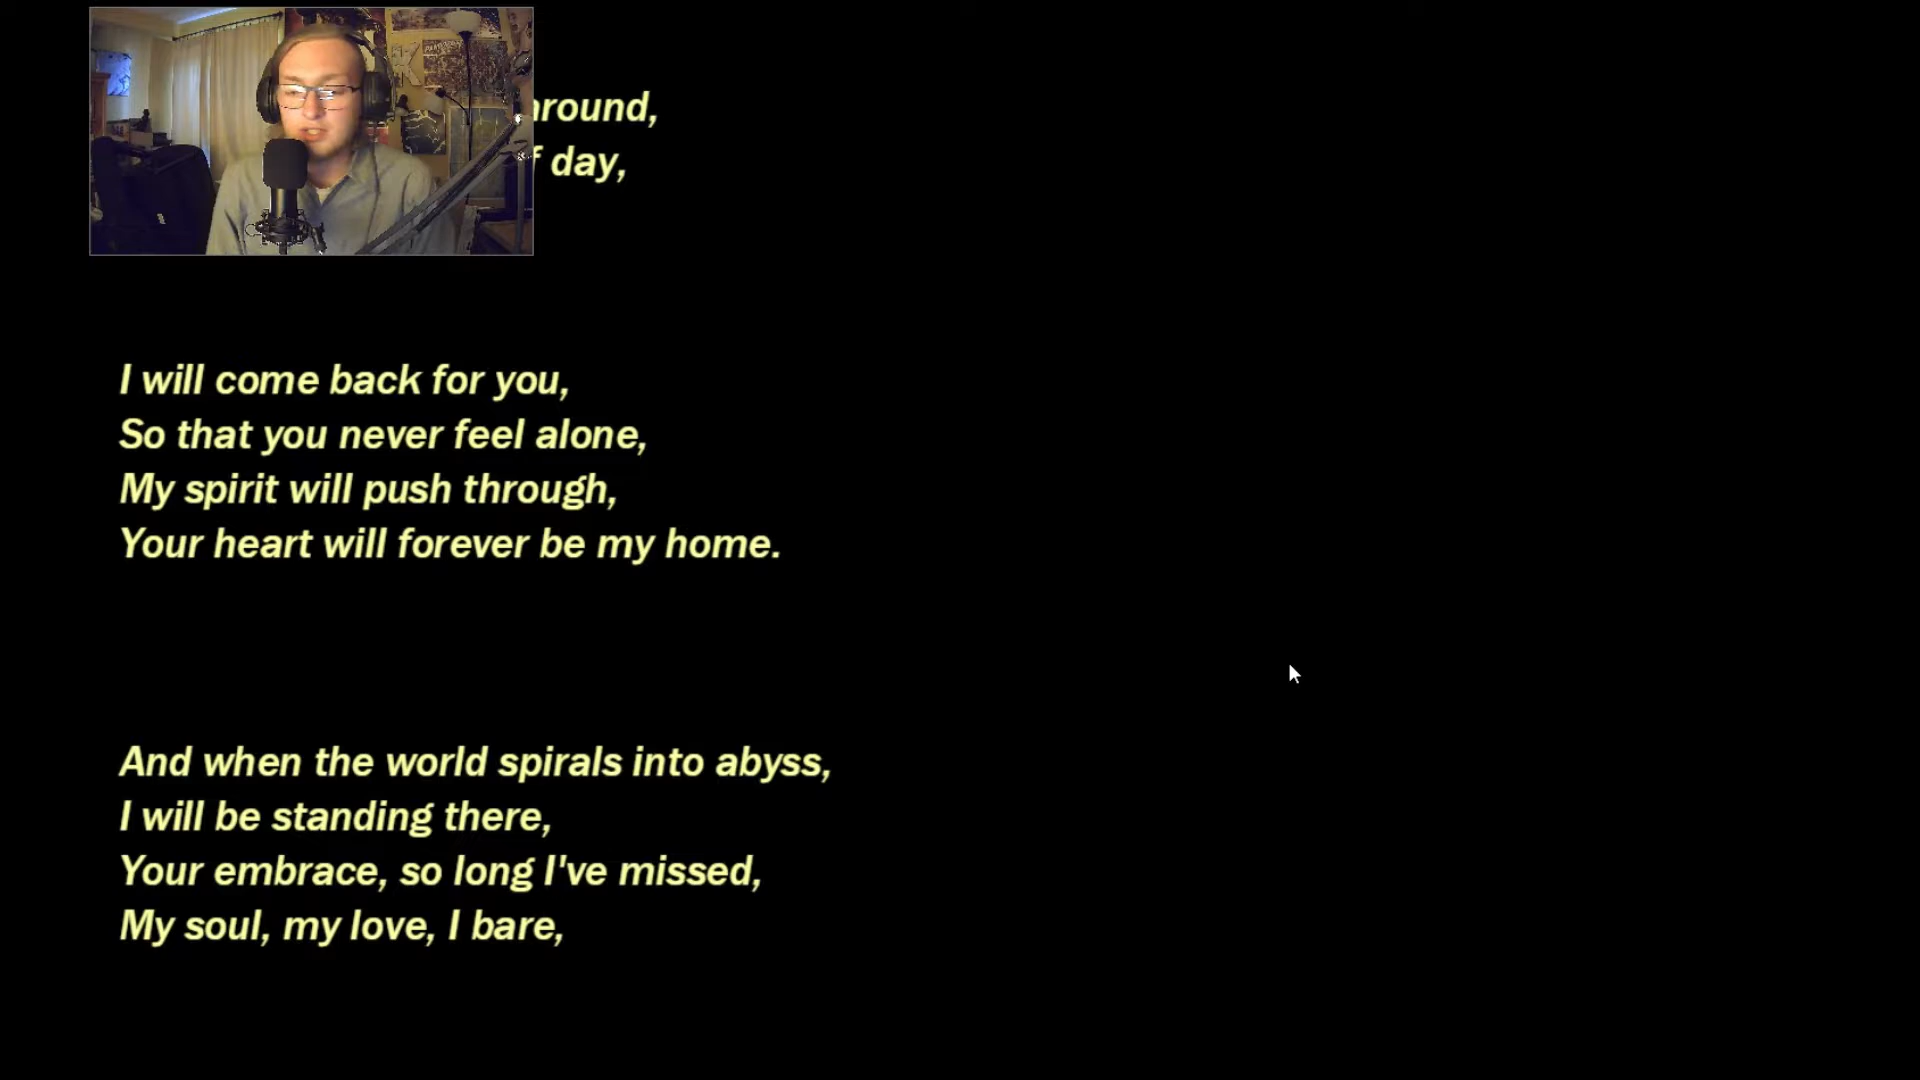 around,
f day,
I will come back for you,
So that you never feel alone,
My spirit will push through,
Your heart will forever be my home.
And when the world spirals into abyss,
I will be standing there,
Your embrace, so long I've missed,
My soul, my love, I bare,